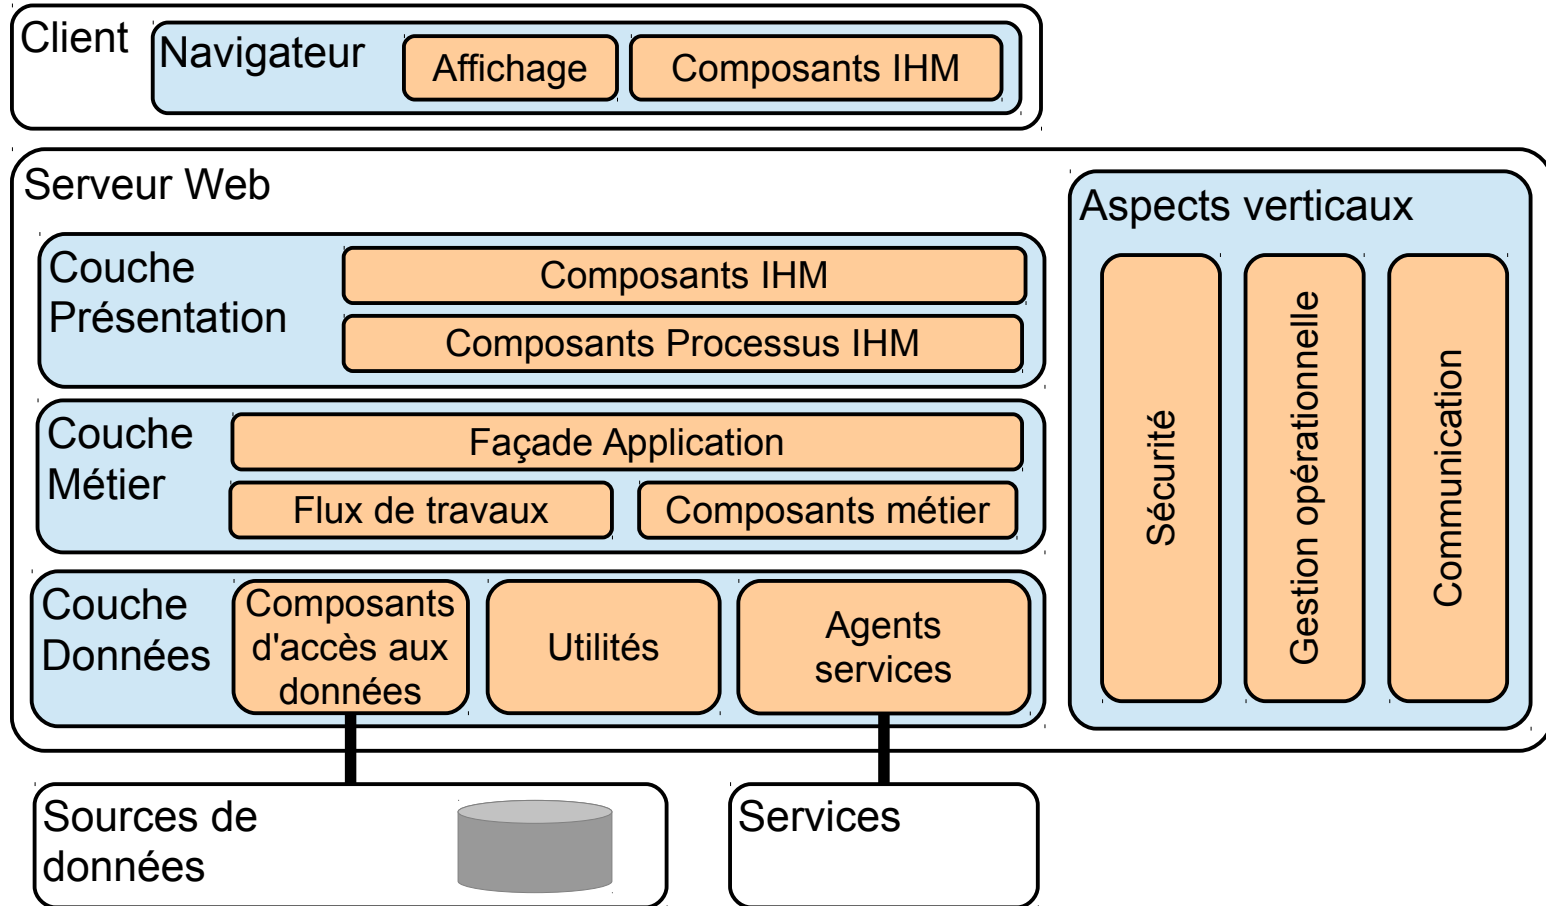 Client
Navigateur
Affichage
Composants IHM
Serveur Web
Couche
Présentation
Composants IHM
Composants Processus IHM
Couche
Métier
Façade Application
Flux de travaux
Composants métier
Couche
Données
Composants
d'accès aux
données
Utilités
Agents
services
Aspects verticaux
Sécurité
Gestion opérationnelle
Communication
Sources de
données
Services